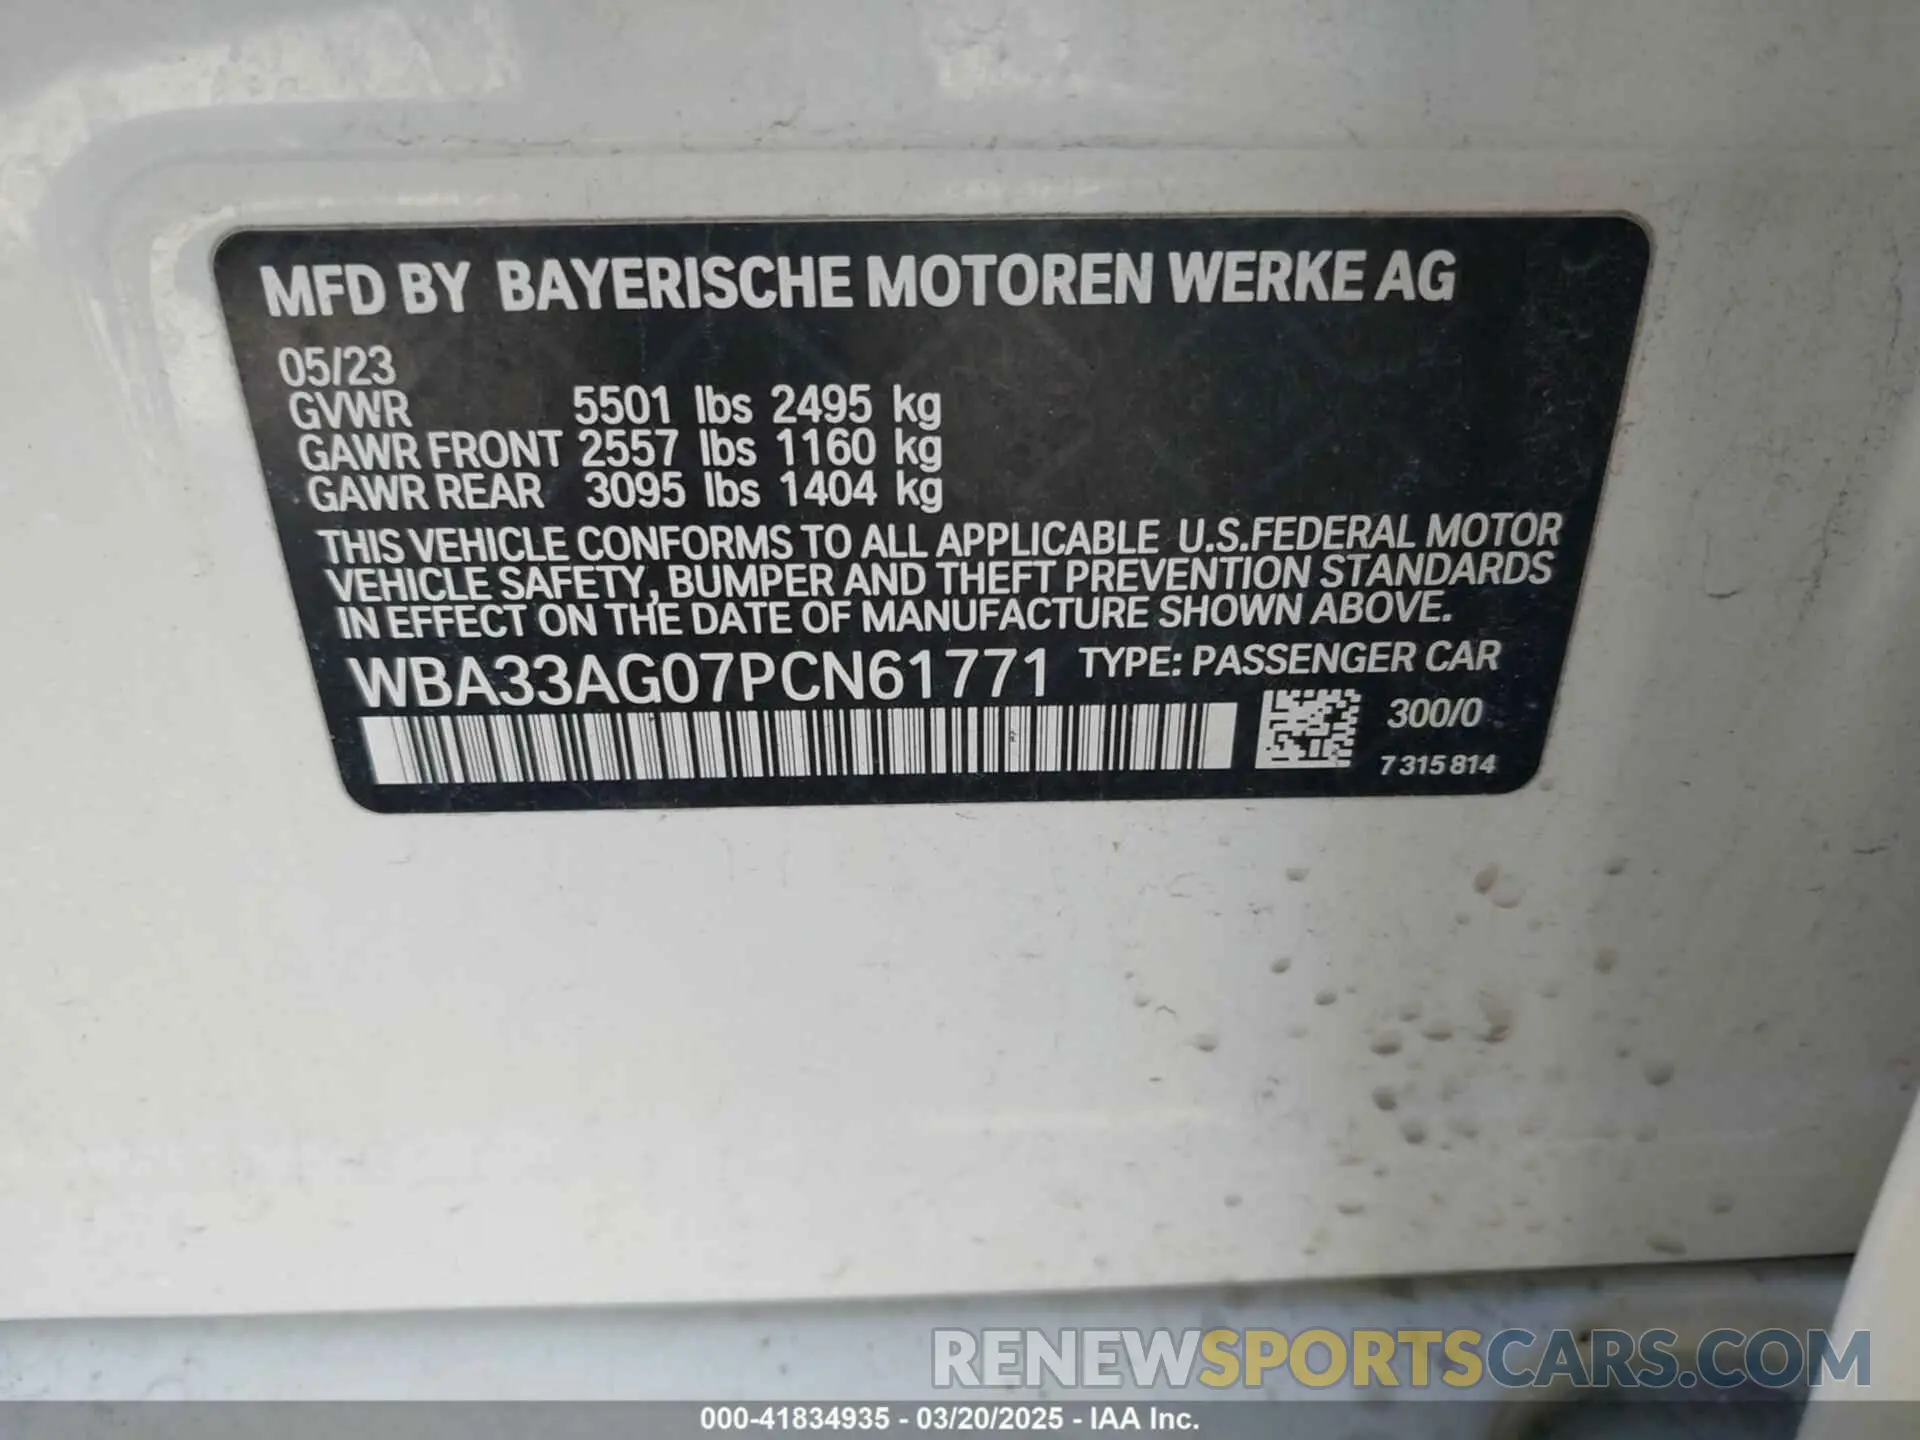 MFD BY BAYERISCHE MOTOREN WERKE AG
05/23
GVWR 5501 lbs 2495 kg
GAWR FRONT 2557 lbs 1160 kg
GAWR REAR 3095 lbs 1404 kg
THIS VEHICLE CONFORMS TO ALL APPLICABLE U.S.FEDERAL MOTOR
VEHICLE SAFETY, BUMPER AND THEFT PREVENTION STANDARDS
IN EFFECT ON THE DATE OF MANUFACTURE SHOWN ABOVE.
WBA33AG07PCN61771 TYPE: PASSENGER CAR
300/0
7 315 814
RENEWSPORTSCARS.COM
000-41834935 - 03/20/2025 - IAA Inc.